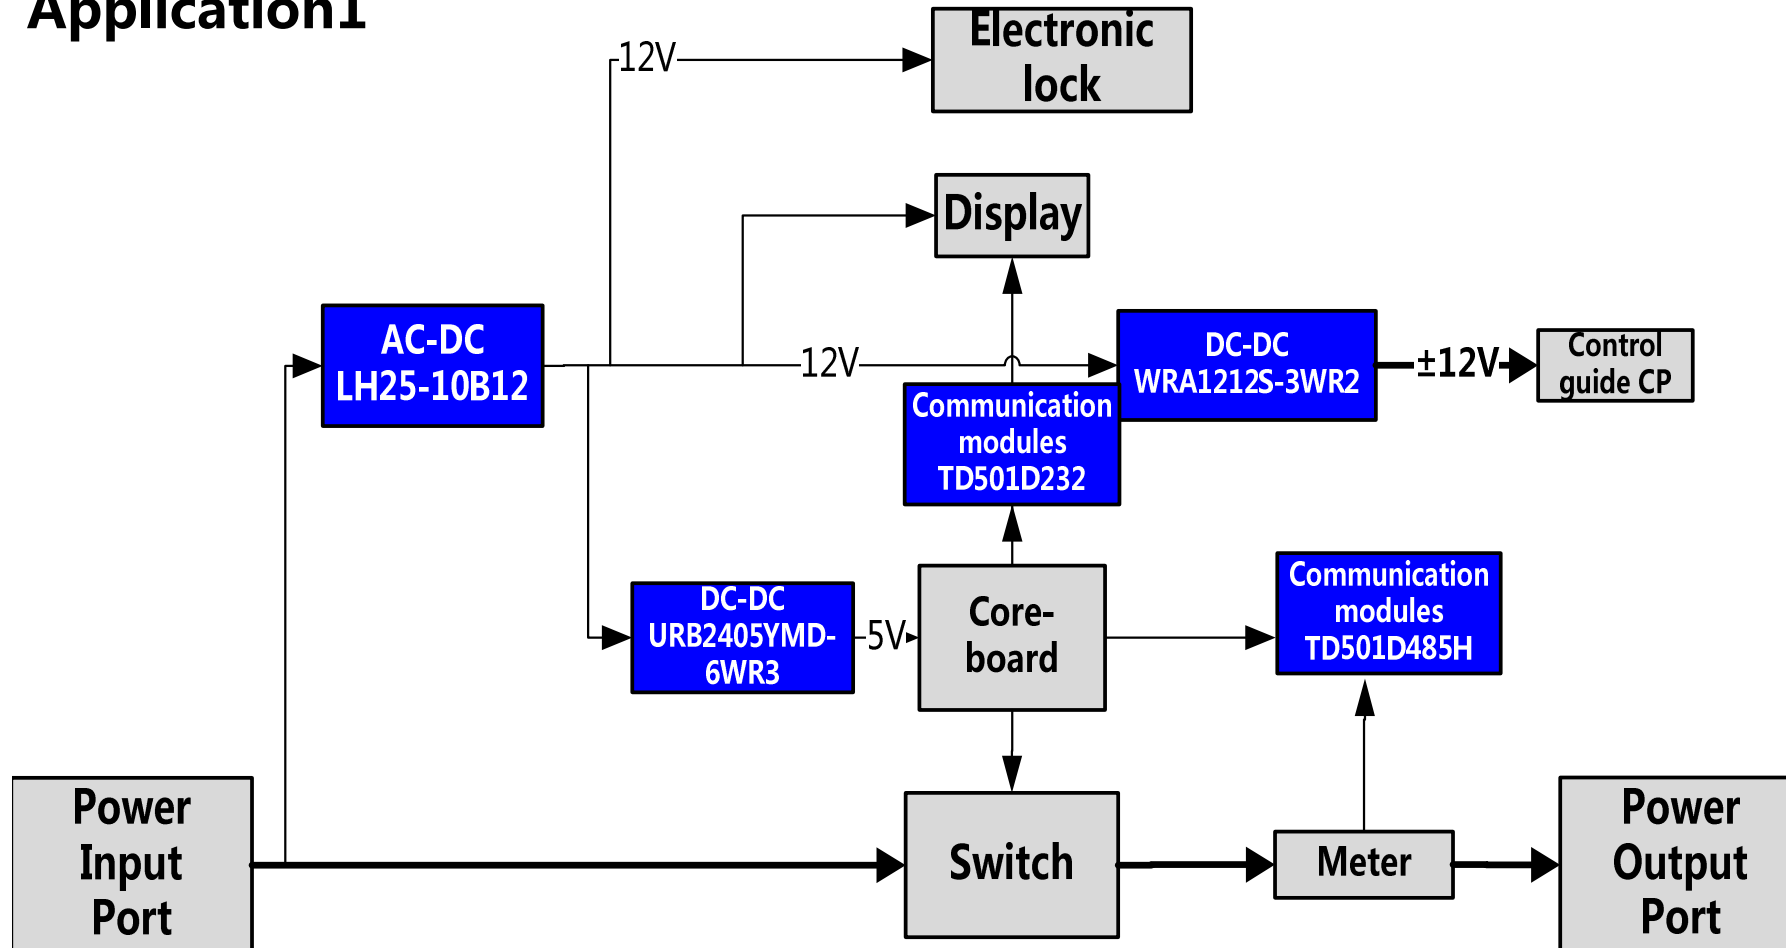 Application1
12V
Electronic
lock
Display
AC-DC
LH25-10B12
12V
DC-DC
WRA1212S-3WR2
±12V
Control
guide CP
Communication
modules
TD501D232
DC-DC
URB2405YMD-
6WR3
5V
Core-
board
Communication
modules
TD501D485H
Power
Input
Port
Switch
Meter
Power
Output
Port